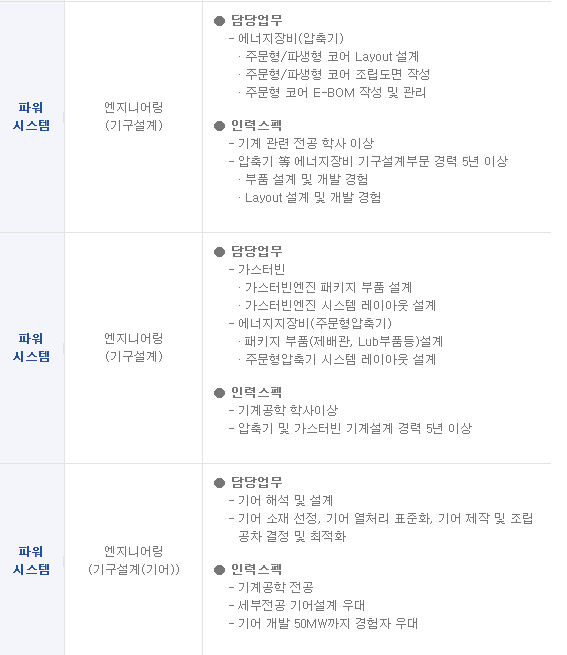 ● 담당업무
- 에너지장비(압축기)
· 주문형/파생형 코어 Layout 설계
· 주문형/파생형 코어 조립도면 작성
· 주문형 코어 E-BOM 작성 및 관리
파워
시스템
엔지니어링
(기구설계)
● 인력스펙
- 기계 관련 전공 학사 이상
- 압축기 등 에너지장비 기구설계부문 경력 5년 이상
· 부품 설계 및 개발 경험
· Layout 설계 및 개발 경험
● 담당업무
- 가스터빈
· 가스터빈엔진 패키지 부품 설계
· 가스터빈엔진 시스템 레이아웃 설계
- 에너지지장비(주문형압축기)
· 패키지 부품(제배관, Lub부품등)설계
· 주문형압축기 시스템 레이아웃 설계
파워
시스템
엔지니어링
(기구설계)
● 인력스펙
- 기계공학 학사이상
- 압축기 및 가스터빈 기계설계 경력 5년 이상
● 담당업무
- 기어 해석 및 설계
- 기어 소재 선정, 기어 열처리 표준화, 기어 제작 및 조립
공차 결정 및 최적화
파워
시스템
엔지니어링
(기구설계(기어))
● 인력스펙
- 기계공학 전공
- 세부전공 기어설계 우대
- 기어 개발 50MW까지 경험자 우대